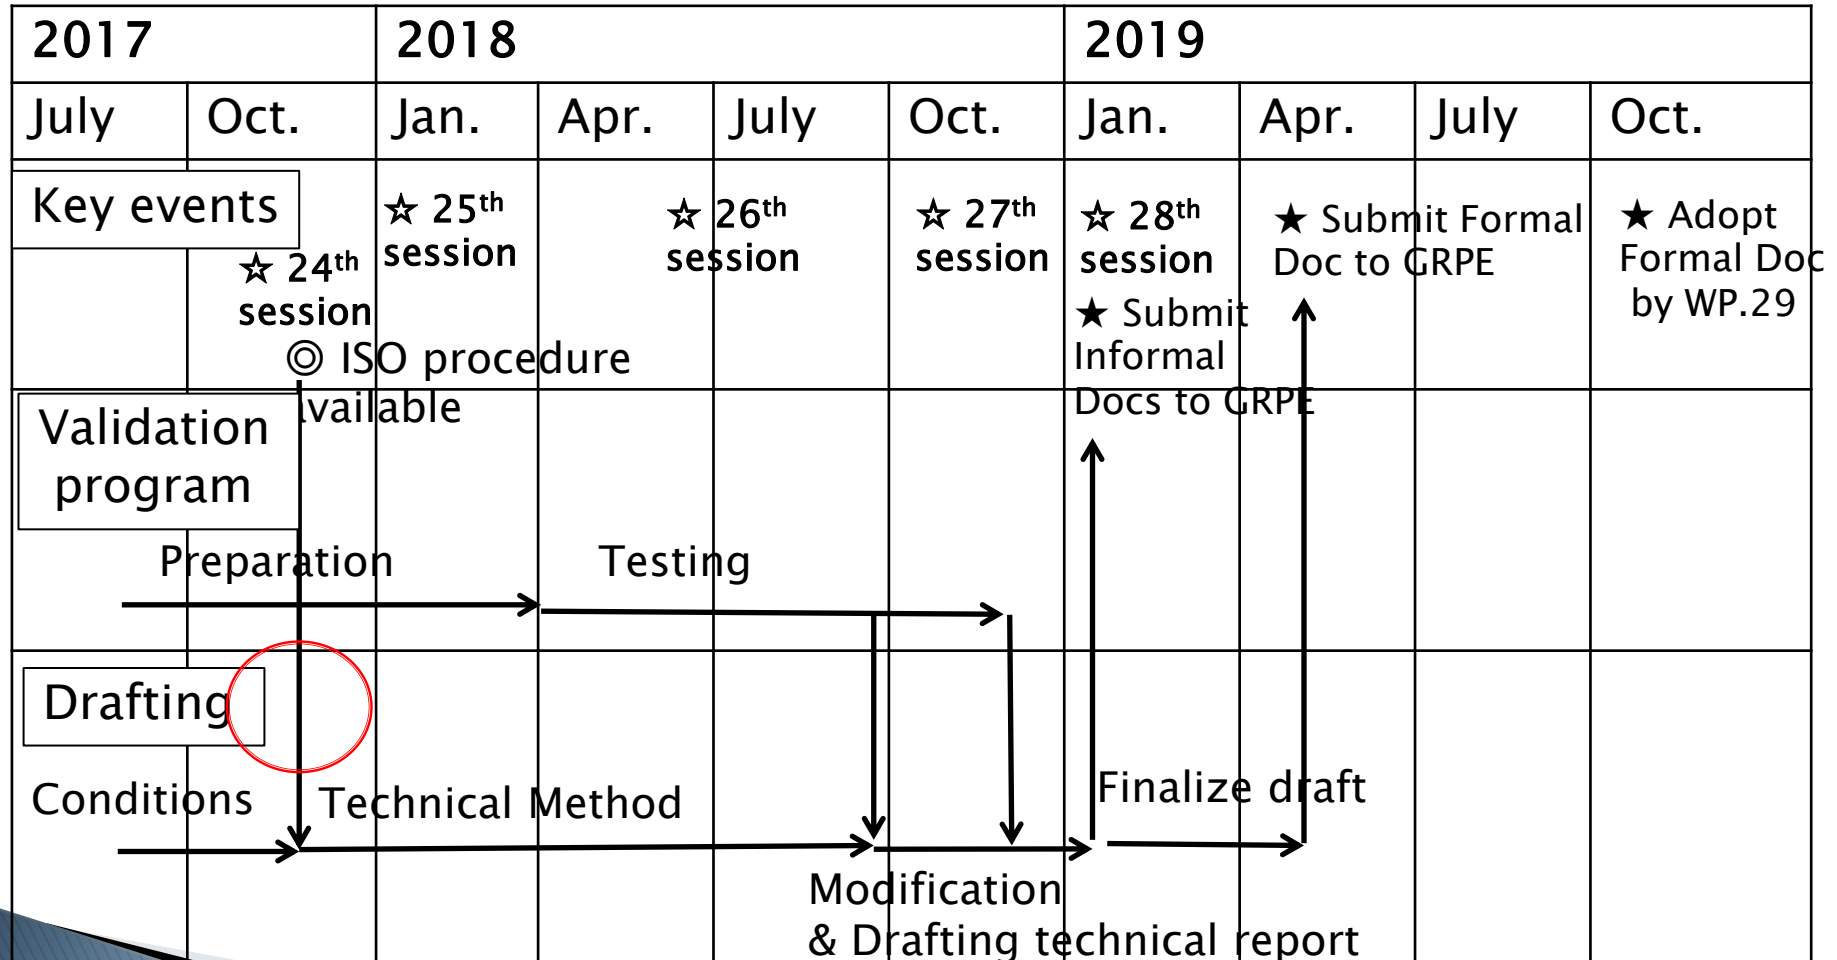 2017 2018 2019
July Oct. Jan. Apr. July Oct. Jan. Apr. July Oct.
Key events
☆ 24th
session
◎ ISO procedure
available
☆ 25th
session
☆ 26th
session
☆ 27th
session
☆ 28th
session
★ Submit
Informal
Docs to GRPE
★ Submit Formal
Doc to GRPE
★ Adopt
Formal Doc
by WP.29
Validation
program
Preparation
Testing
Drafting
Conditions
Technical Method
Modification
& Drafting technical report
Finalize draft